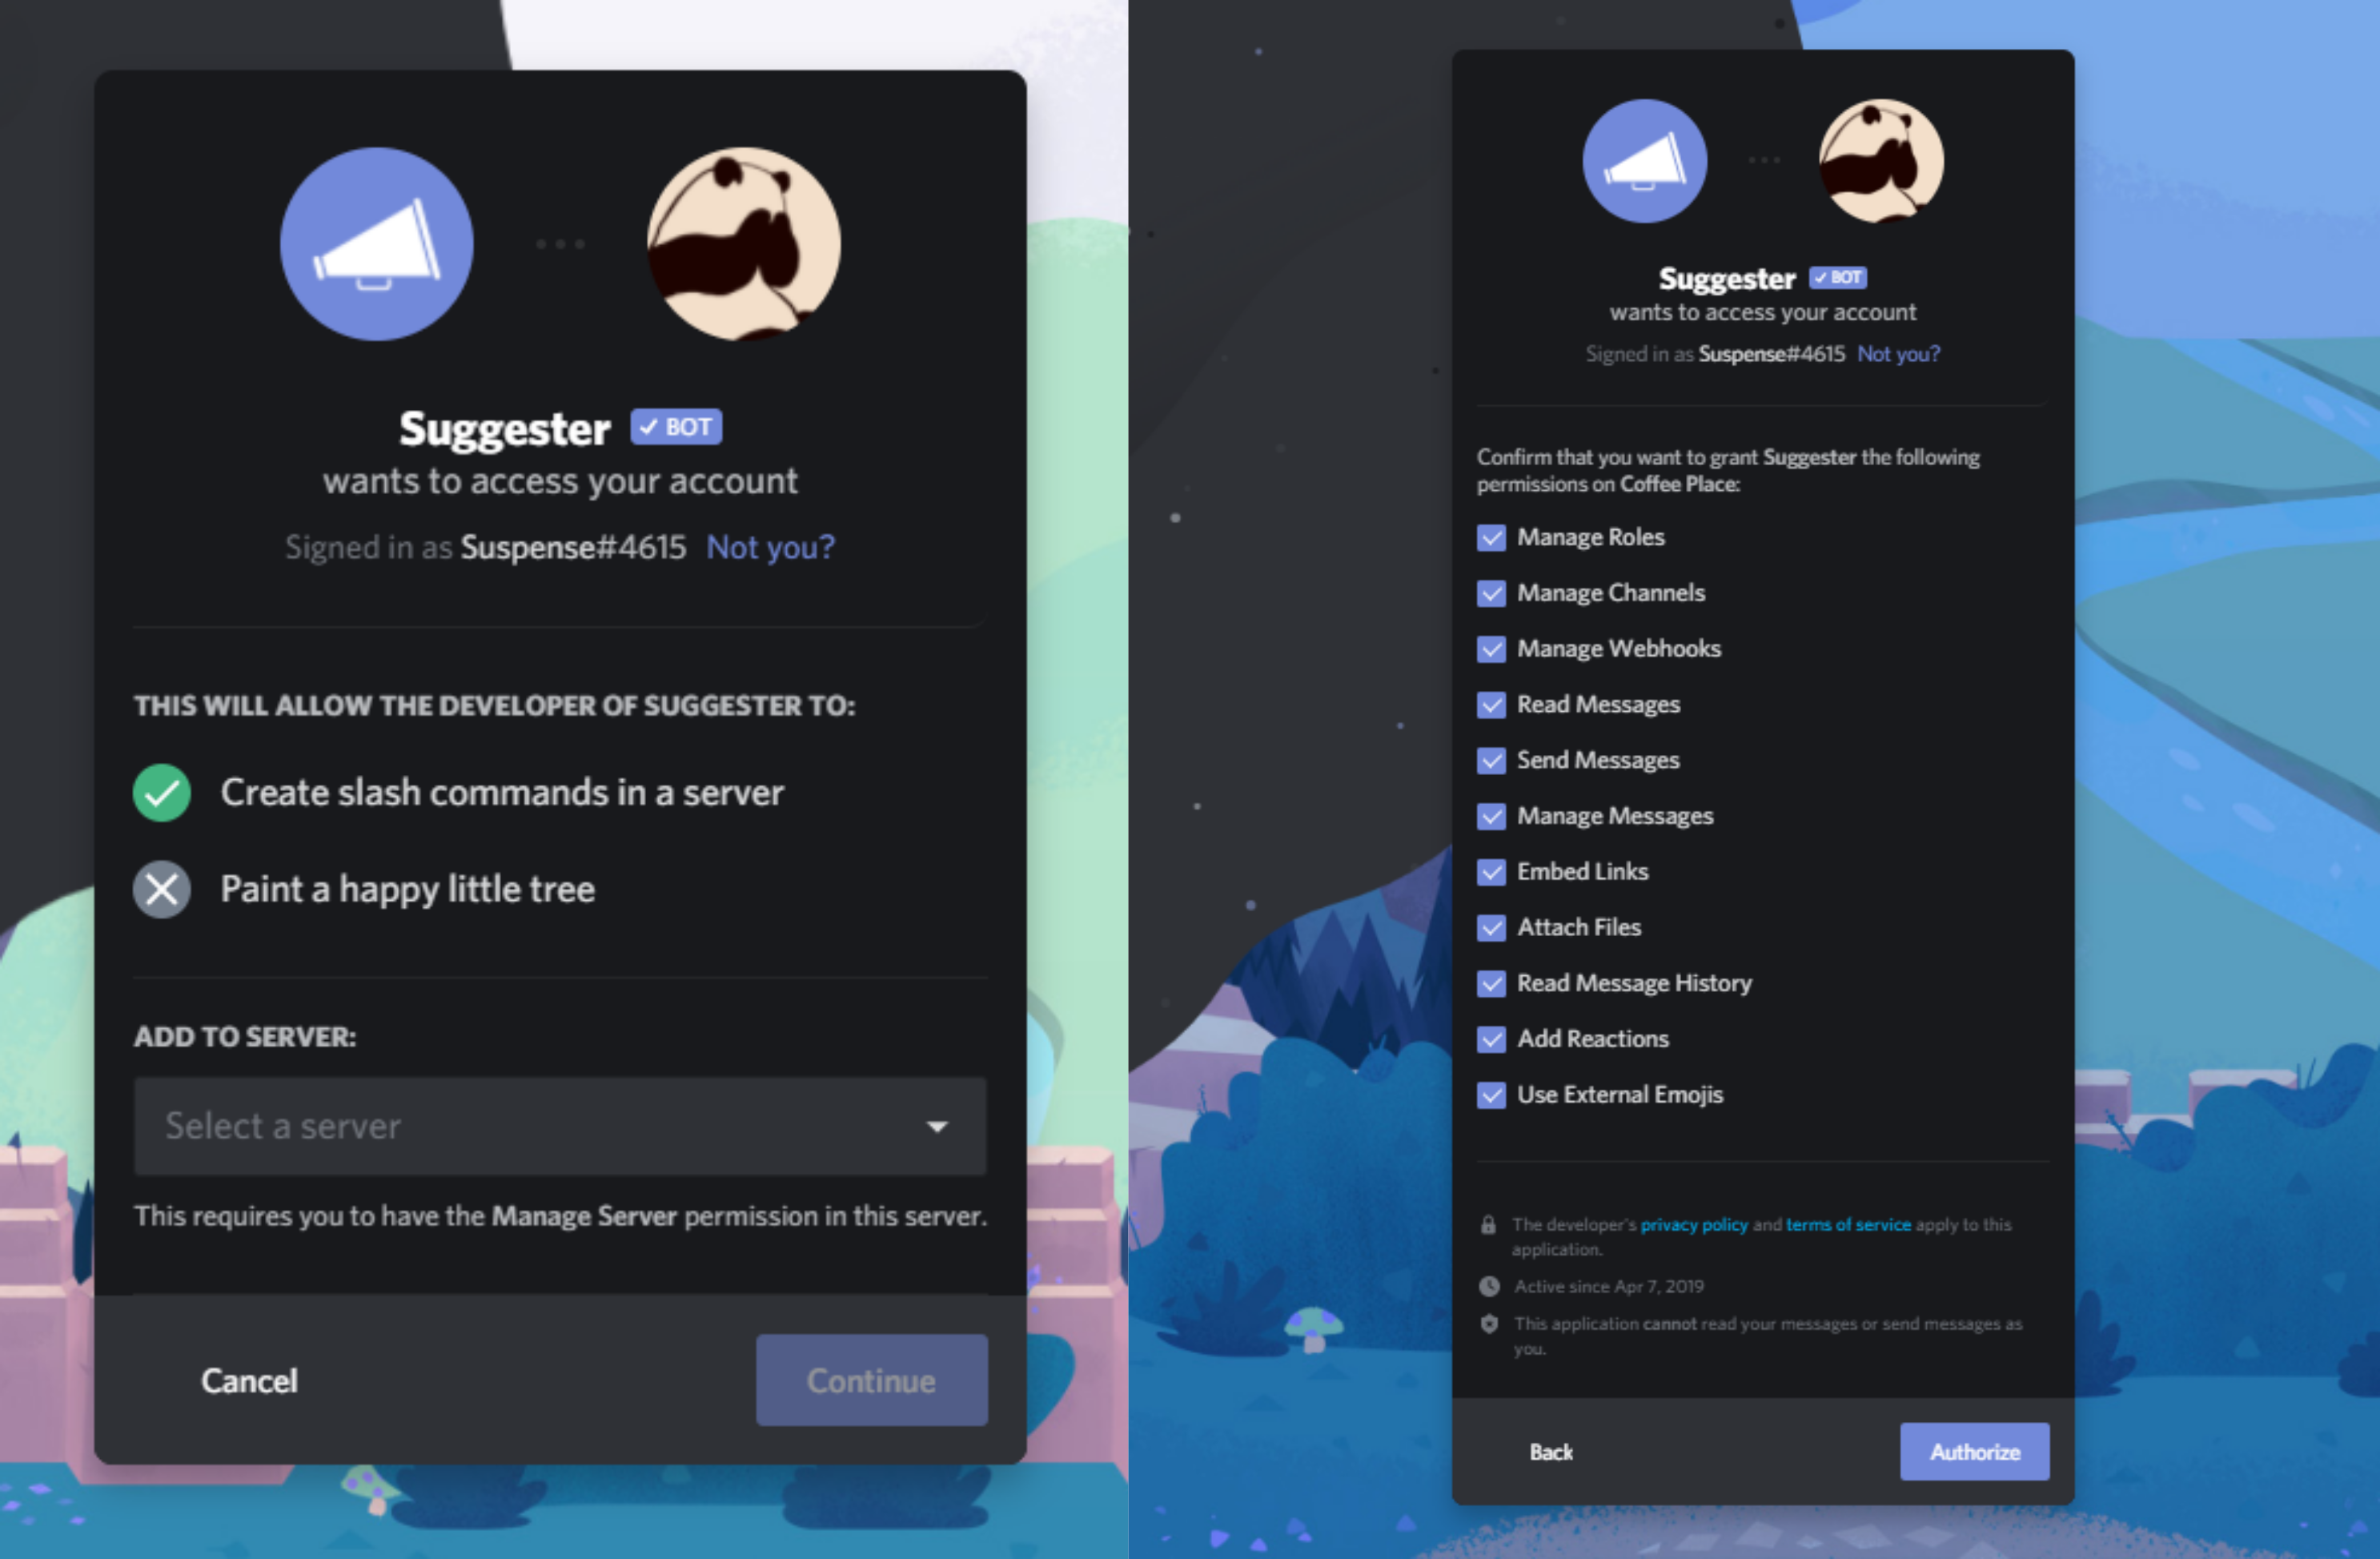 Suggester ✓ BOT
wants to access your account
Signed in as Suspense#4615 Not you?
THIS WILL ALLOW THE DEVELOPER OF SUGGESTER TO:
Create slash commands in a server
Paint a happy little tree
ADD TO SERVER:
Select a server
This requires you to have the Manage Server permission in this server.
Cancel
Continue
Suggester ✓ BOT
wants to access your account
Signed in as Suspense#4615 Not you?
Confirm that you want to grant Suggester the following
permissions on Coffee Place:
Manage Roles
Manage Channels
Manage Webhooks
Read Messages
Send Messages
Manage Messages
Embed Links
Attach Files
Read Message History
Add Reactions
Use External Emojis
The developer's privacy policy and terms of service apply to this
application.
Active since Apr 7, 2019
This application cannot read your messages or send messages as
you.
Back
Authorize